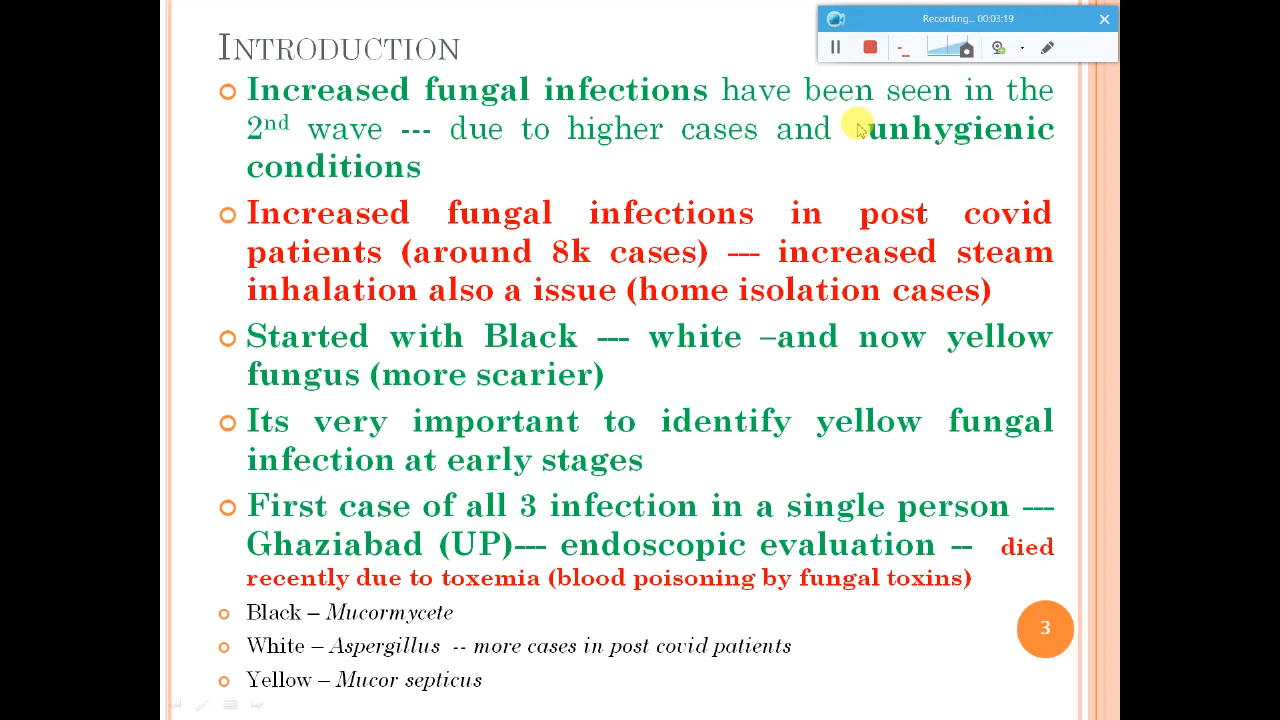 INTRODUCTION
Recording... 00:03:19
Increased fungal infections have been seen in the
2nd wave --- due to higher cases and unhygienic
conditions
Increased fungal infections in post covid
patients (around 8k cases) --- increased steam
inhalation also a issue (home isolation cases)
Started with Black --- white –and now yellow
fungus (more scarier)
Its very important to identify yellow fungal
infection at early stages
First case of all 3 infection in a single person ---
Ghaziabad (UP)--- endoscopic evaluation -- died
recently due to toxemia (blood poisoning by fungal toxins)
Black – Mucormycete
White – Aspergillus -- more cases in post covid patients
Yellow – Mucor septicus
3